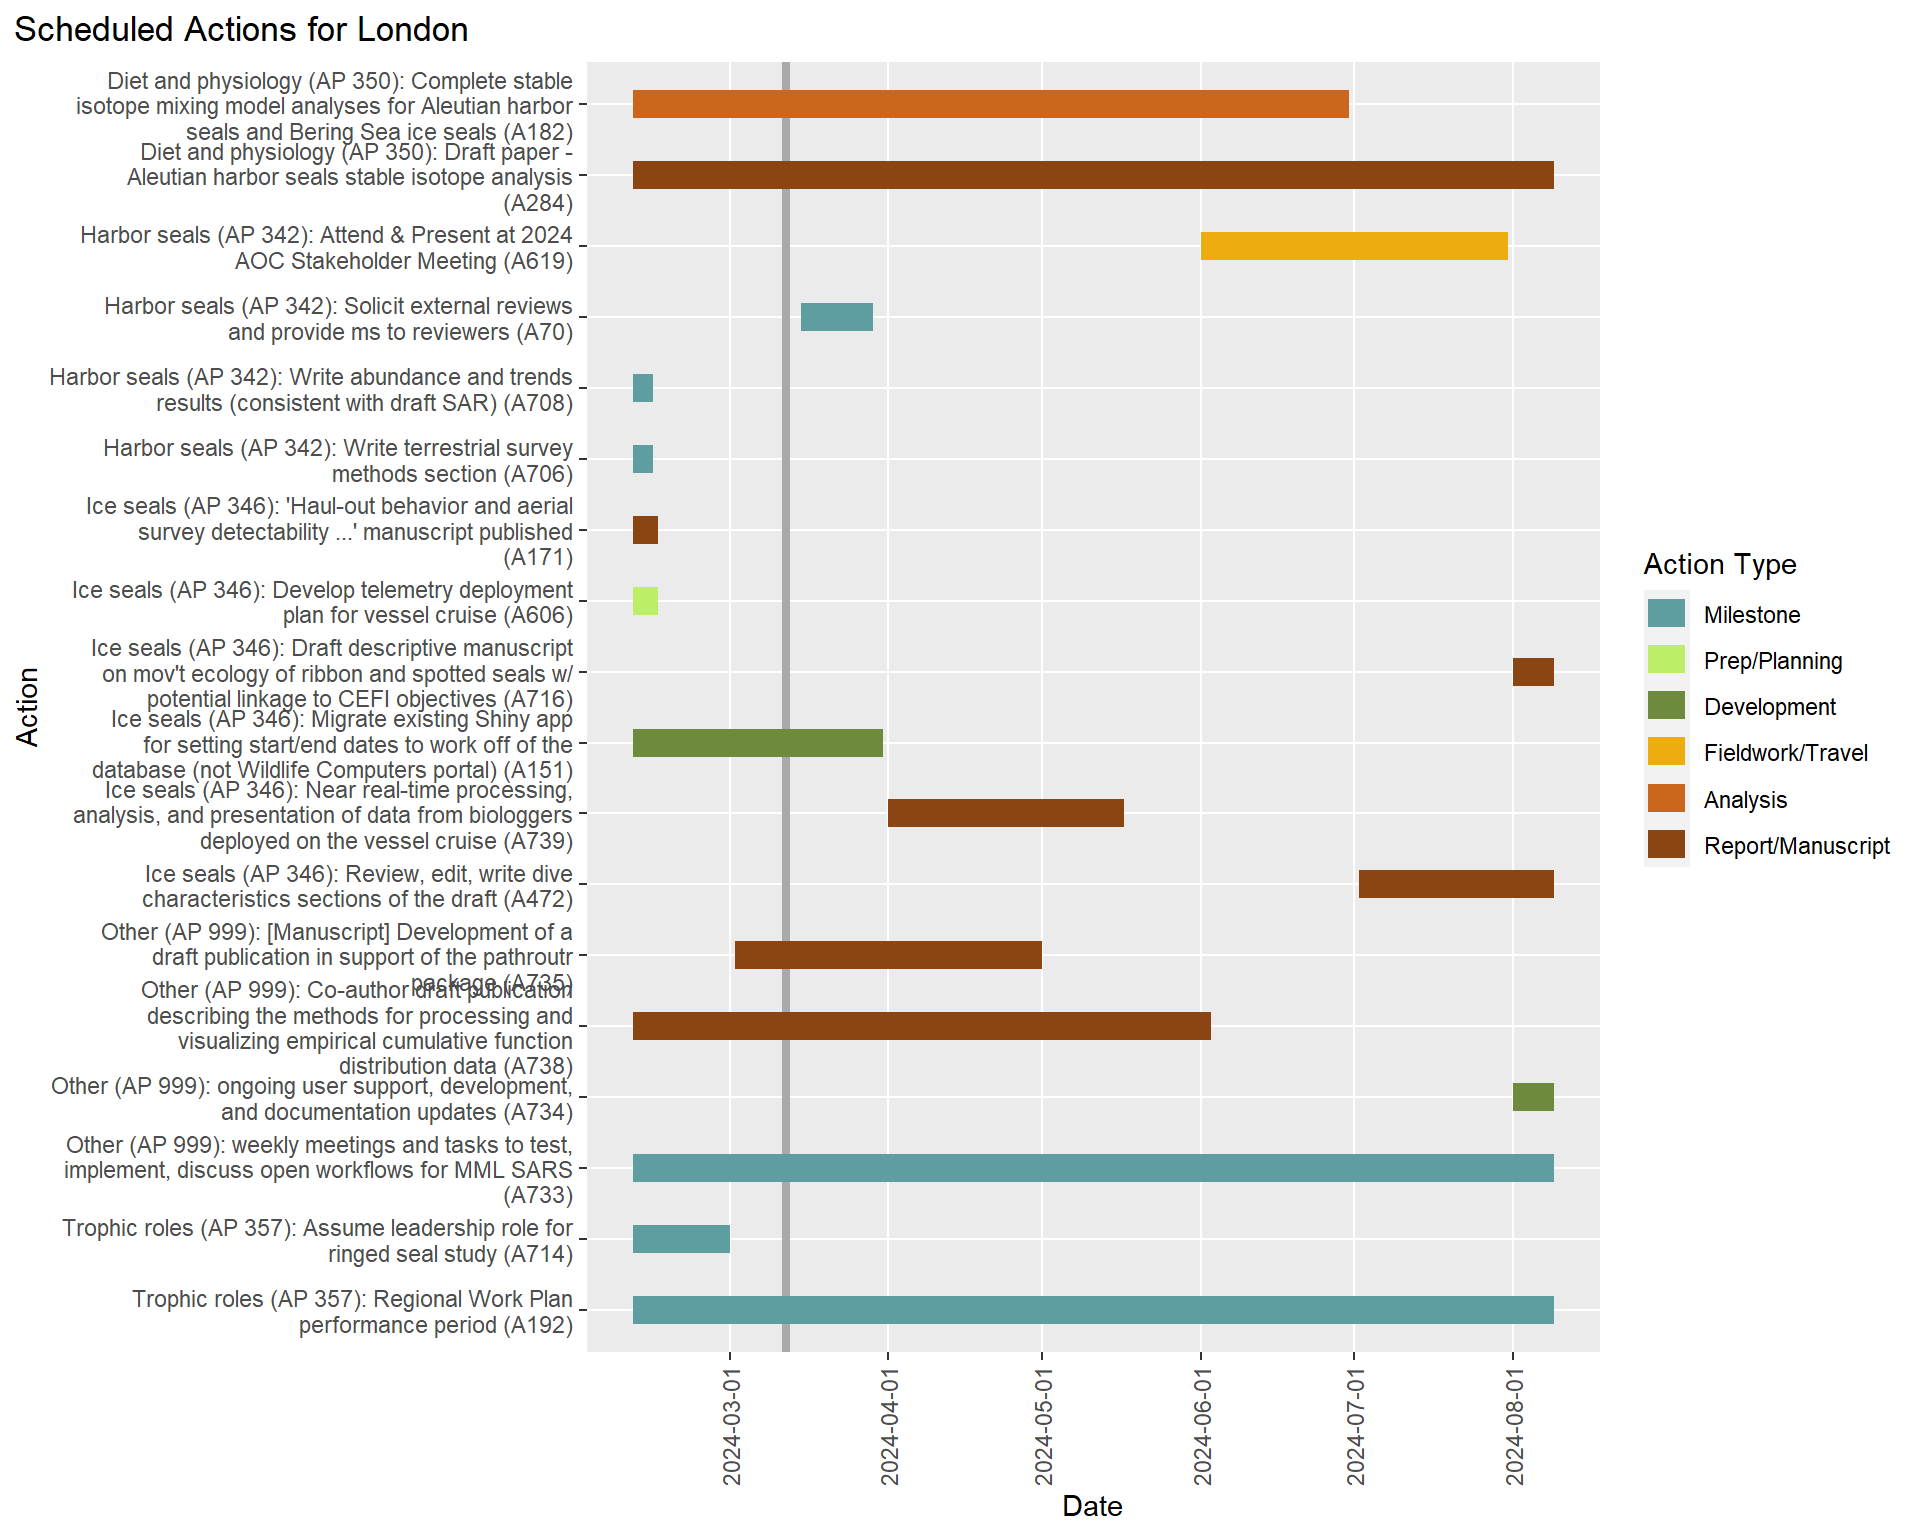 Scheduled Actions for London
Diet and physiology (AP 350): Complete stable
isotope mixing model analyses for Aleutian harbor
seals and Bering Sea ice seals (A182)
Diet and physiology (AP 350): Draft paper -
Aleutian harbor seals stable isotope analysis
(A284)
Harbor seals (AP 342): Attend & Present at 2024
AOC Stakeholder Meeting (A619)
Harbor seals (AP 342): Solicit external reviews
and provide ms to reviewers (A70)
Harbor seals (AP 342): Write abundance and trends
results (consistent with draft SAR) (A708)
Harbor seals (AP 342): Write terrestrial survey
methods section (A706)
Ice seals (AP 346): 'Haul-out behavior and aerial
survey detectability ...' manuscript published
(A171)
Ice seals (AP 346): Develop telemetry deployment
plan for vessel cruise (A606)
Ice seals (AP 346): Draft descriptive manuscript
on mov't ecology of ribbon and spotted seals w/
potential linkage to CEFI objectives (A716)
Ice seals (AP 346): Migrate existing Shiny app
for setting start/end dates to work off of the
database (not Wildlife Computers portal) (A151)
Ice seals (AP 346): Near real-time processing,
analysis, and presentation of data from biologgers
deployed on the vessel cruise (A739)
Ice seals (AP 346): Review, edit, write dive
characteristics sections of the draft (A472)
Other (AP 999): [Manuscript] Development of a
draft publication in support of the pathroutr
package (A735)
Other (AP 999): Co-author draft publication
describing the methods for processing and
visualizing empirical cumulative function
distribution data (A738)
Other (AP 999): ongoing user support, development,
and documentation updates (A734)
Other (AP 999): weekly meetings and tasks to test,
implement, discuss open workflows for MML SARS
(A733)
Trophic roles (AP 357): Assume leadership role for
ringed seal study (A714)
Trophic roles (AP 357): Regional Work Plan
performance period (A192)
Action
2024-03-01
2024-04-01
2024-05-01
2024-06-01
2024-07-01
2024-08-01
Date
Action Type
Milestone
Prep/Planning
Development
Fieldwork/Travel
Analysis
Report/Manuscript